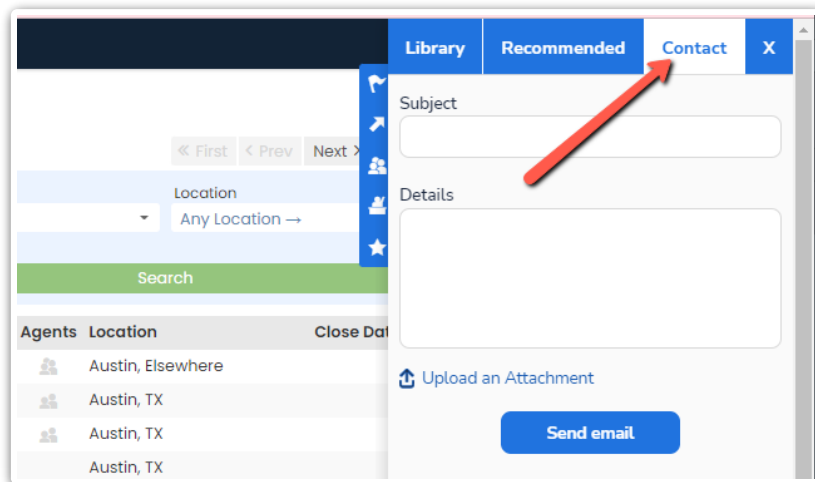 Library Recommended Contact X
Subject
« First < Prev Next >
Location
Any Location →
Details
Search
Agents Location Close Dat
Austin, Elsewhere
Austin, TX
Austin, TX
Austin, TX
Upload an Attachment
Send email